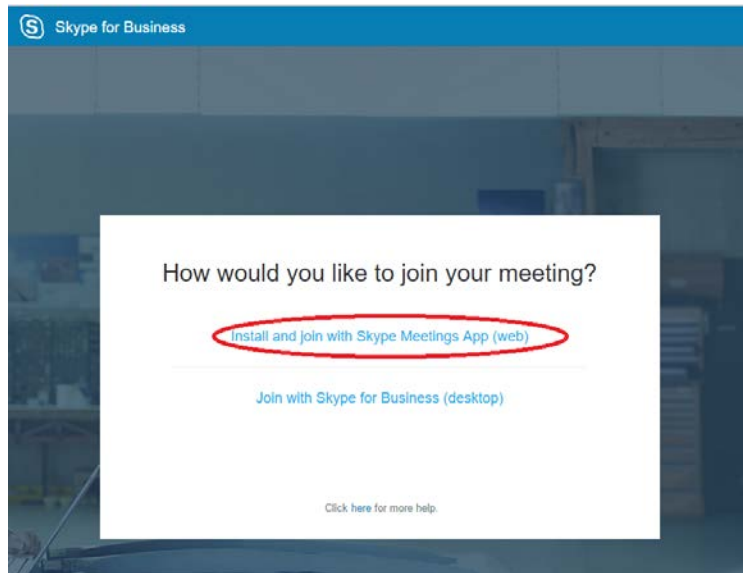 Skype for Business
How would you like to join your meeting?
Install and join with Skype Meetings App (web)
Join with Skype for Business (desktop)
Click here for more help.